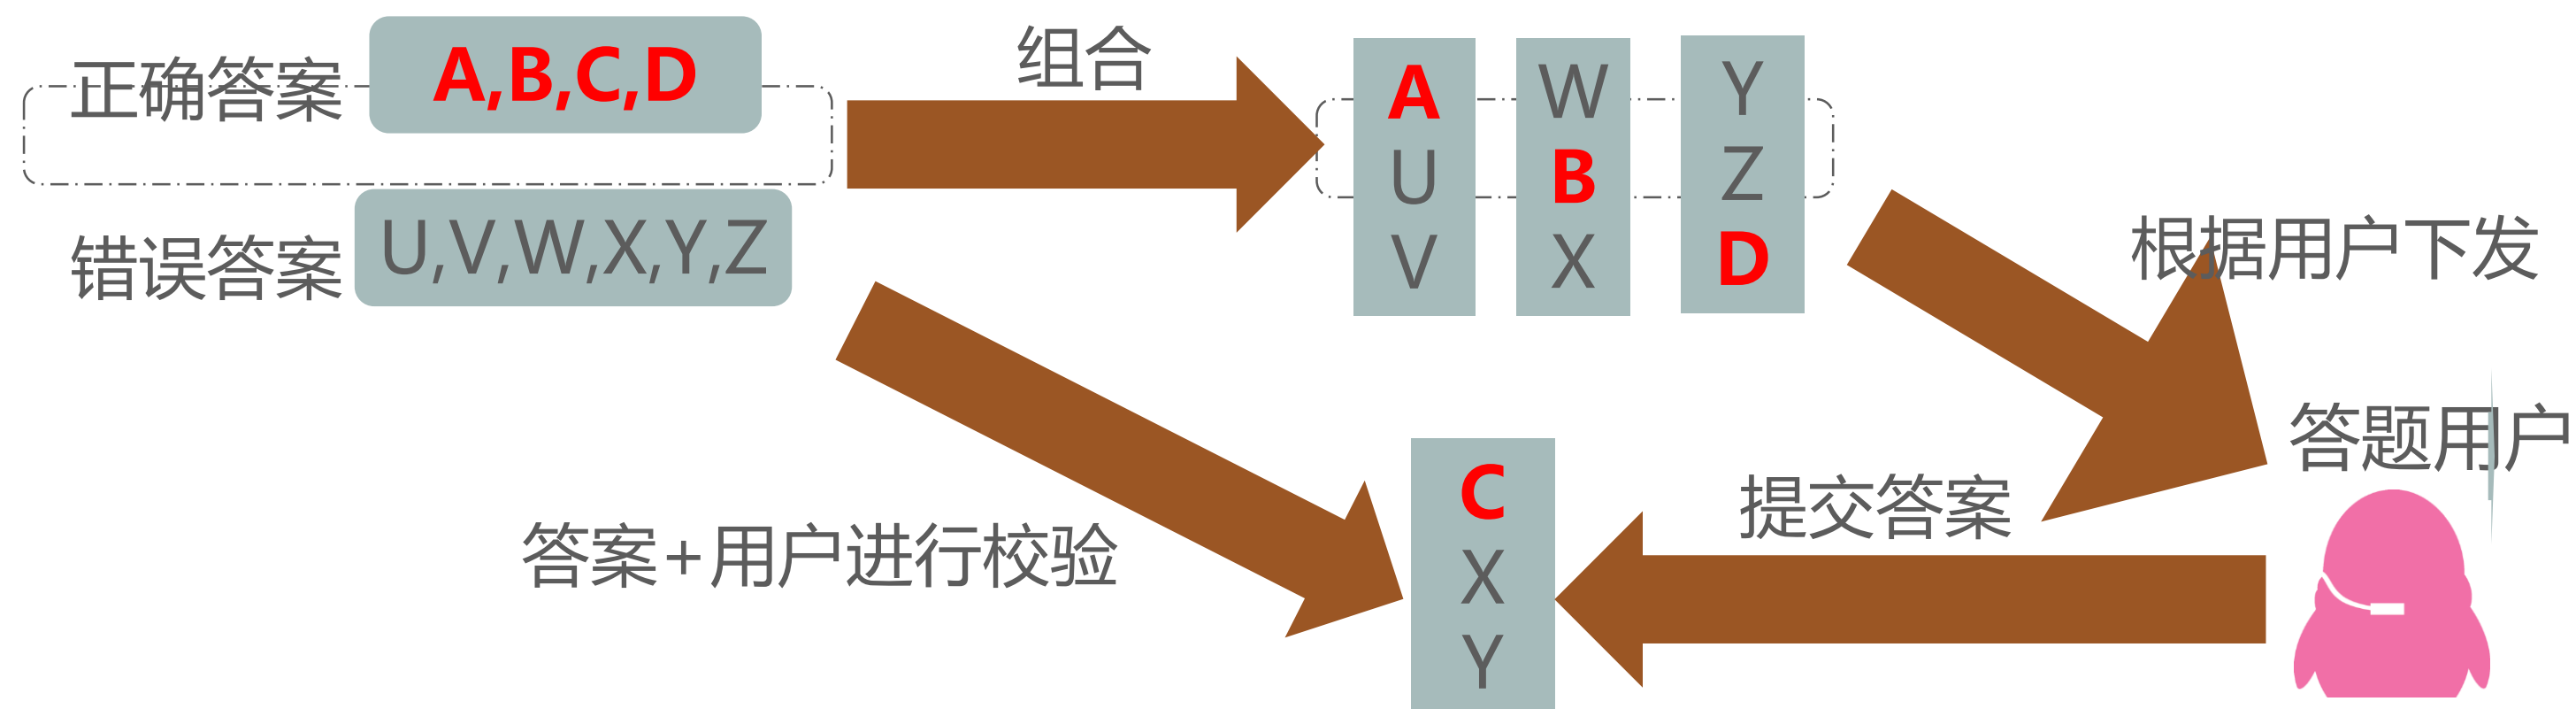 正确答案
A,B,C,D
组合
A
U
V
W
B
X
Y
Z
D
错误答案
U,V,W,X,Y,Z
根据用户下发
答题用户
提交答案
C
X
Y
答案+用户进行校验